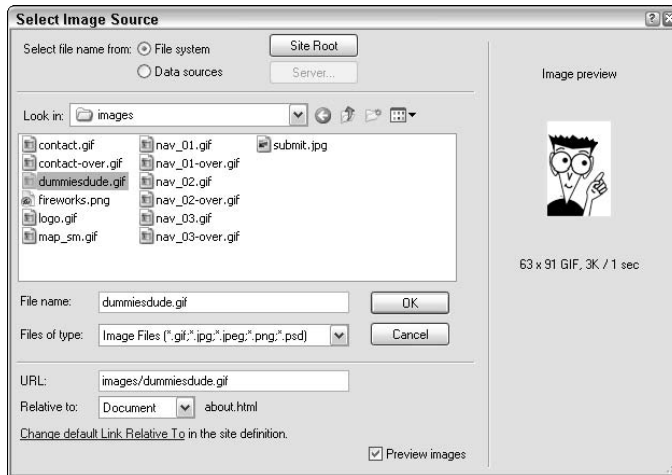 Select Image Source
Select file name from: File system Site Root
Data sources Server...
Image preview
Look in: images
contact.gif nav_01.gif submit.jpg
contact-over.gif nav_01-over.gif
dummiesdude.gif nav_02.gif
fireworks.png nav_02-over.gif
logo.gif nav_03.gif
map_sm.gif nav_03-over.gif
63 x 91 GIF, 3K / 1 sec
File name: dummiesdude.gif OK
Files of type: Image Files (*.gif;*.jpg;*.jpeg;*.png;*.psd) Cancel
URL: images/dummiesdude.gif
Relative to: Document about.html
Change default Link Relative To in the site definition.
Preview images